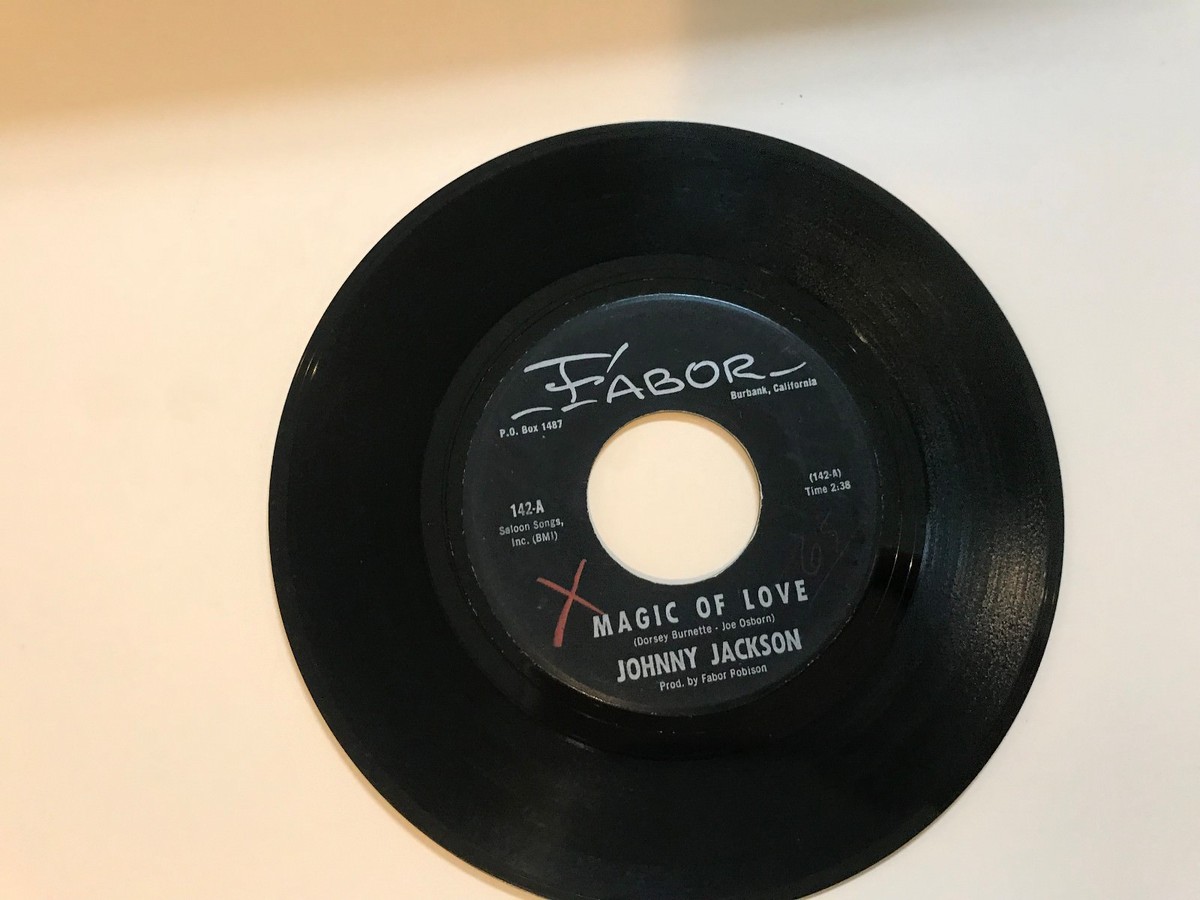 FABOR
Burbank, California
P.O. Box 1487
142-A
Saloon Songs,
Inc. (BMI)
(142-A)
Time 2:38
X
MAGIC OF LOVE
(Dorsey Burnette - Joe Osborn)
JOHNNY JACKSON
Prod. by Fabor Robison